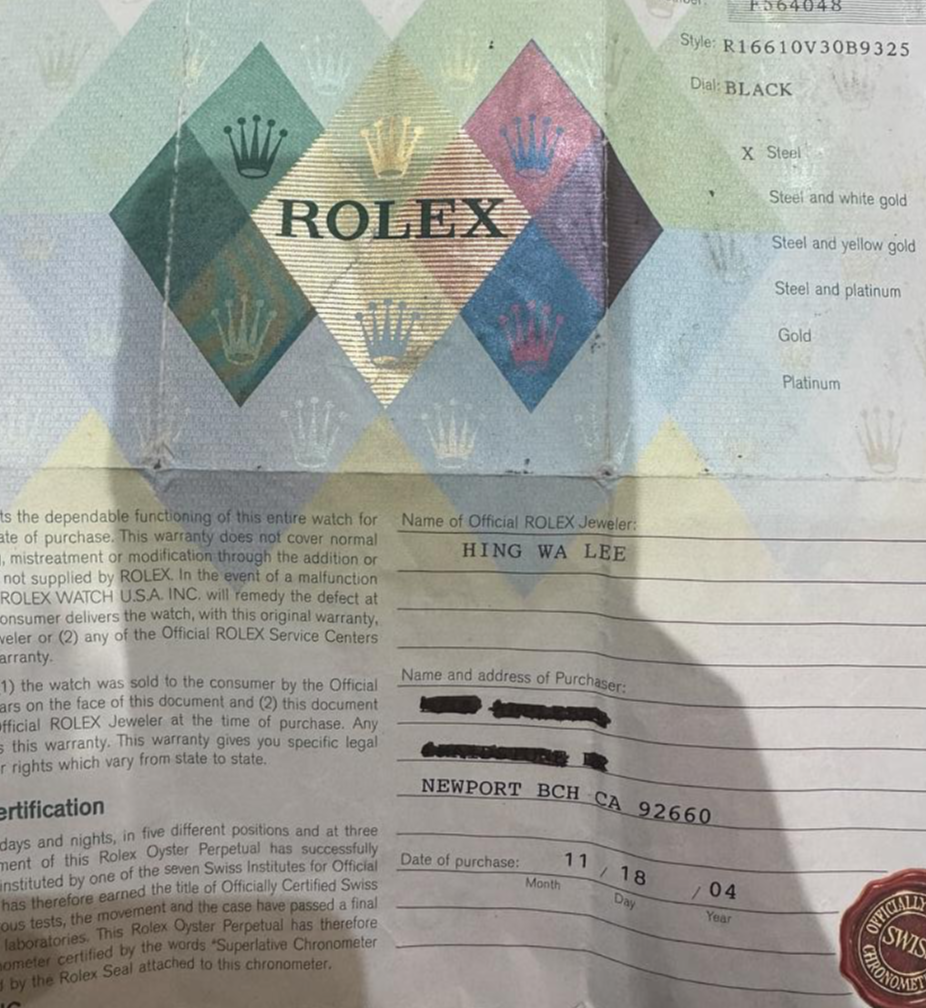 F564048
Style: R16610V30B9325
Dial: BLACK
X Steel
Steel and white gold
Steel and yellow gold
Steel and platinum
Gold
Platinum
ROLEX
ts the dependable functioning of this entire watch for
ate of purchase. This warranty does not cover normal
, mistreatment or modification through the addition or
not supplied by ROLEX. In the event of a malfunction
ROLEX WATCH U.S.A. INC. will remedy the defect at
onsumer delivers the watch, with this original warranty,
veler or (2) any of the Official ROLEX Service Centers
arranty.
1) the watch was sold to the consumer by the Official
ars on the face of this document and (2) this document
fficial ROLEX Jeweler at the time of purchase. Any
s this warranty. This warranty gives you specific legal
r rights which vary from state to state.
ertification
days and nights, in five different positions and at three
ment of this Rolex Oyster Perpetual has successfully
instituted by one of the seven Swiss Institutes for Official
has therefore earned the title of Officially Certified Swiss
ous tests, the movement and the case have passed a final
laboratories. This Rolex Oyster Perpetual has therefore
nometer certified by the words "Superlative Chronometer
d by the Rolex Seal attached to this chronometer.
Name of Official ROLEX Jeweler:
HING WA LEE
Name and address of Purchaser:
NEWPORT BCH CA 92660
Date of purchase: 11 / 18 / 04
Month Day Year
OFFICIALLY
SWIS
CHRONOMET